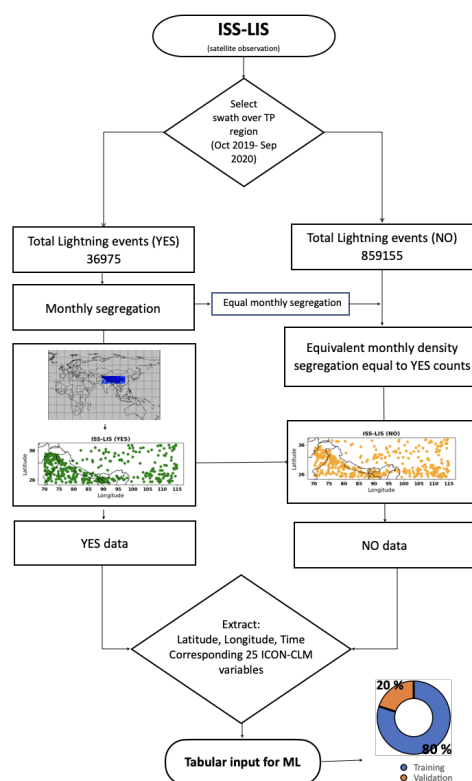 ISS-LIS
(satellite observation)
Select
swath over TP
region
(Oct 2019- Sep
2020)
Total Lightning events (YES)
36975
Total Lightning events (NO)
859155
Monthly segregation
Equal monthly segregation
Equivalent monthly density
segregation equal to YES counts
ISS-LIS (YES)
Latitude
36
26
70 75 80 85 90 95 100 105 110 115
Longitude
ISS-LIS (NO)
Latitude
36
26
70 75 80 85 90 95 100 105 110 115
Longitude
YES data
NO data
Extract:
Latitude, Longitude, Time
Corresponding 25 ICON-CLM
variables
Tabular input for ML
20 %
80 %
Training
Validation